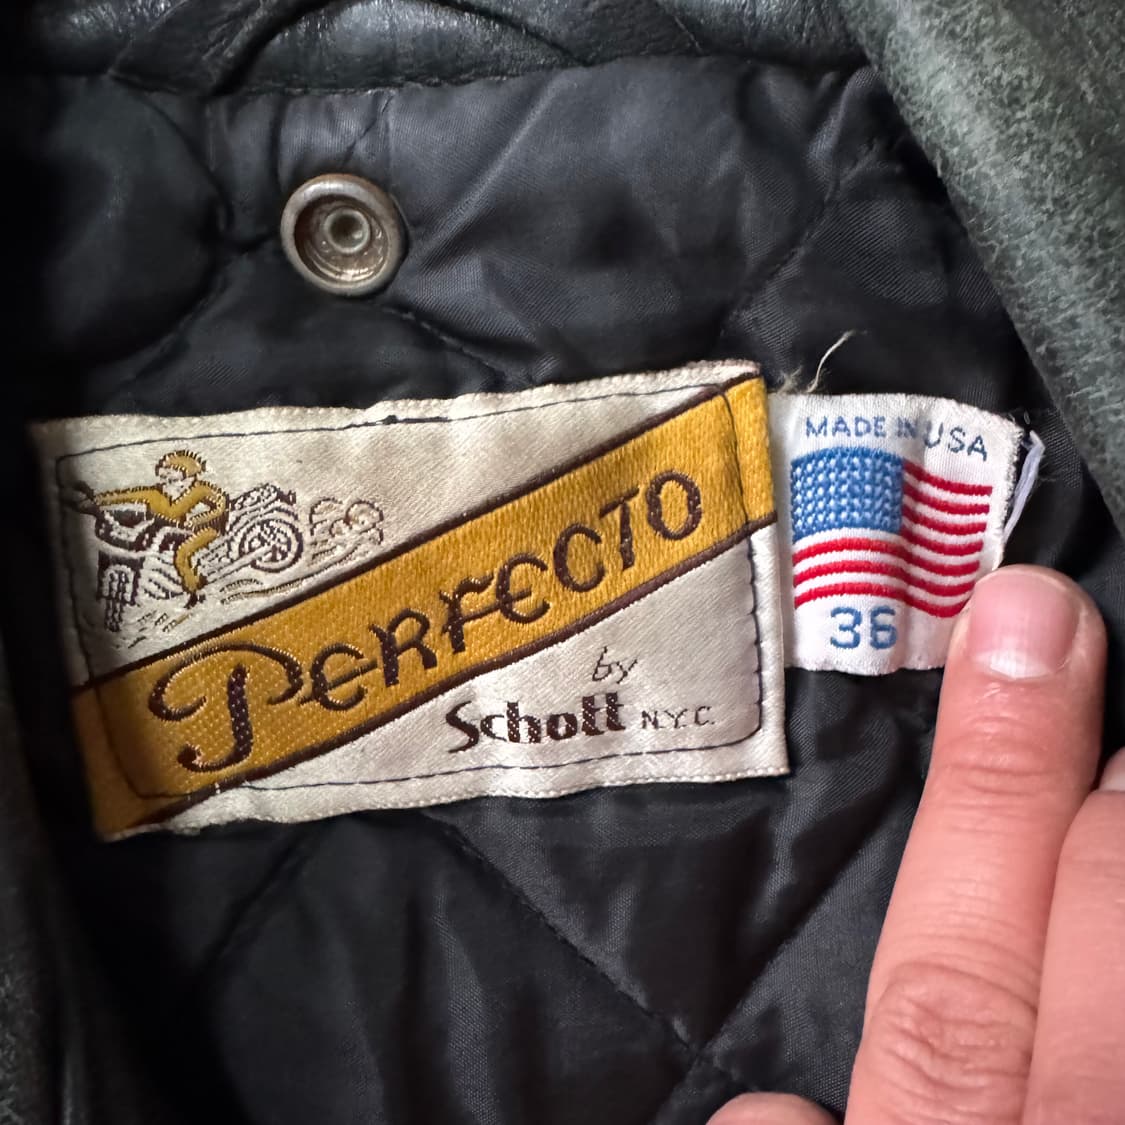 PERFECTO
by
Schott N.Y.C.
MADE IN USA
36